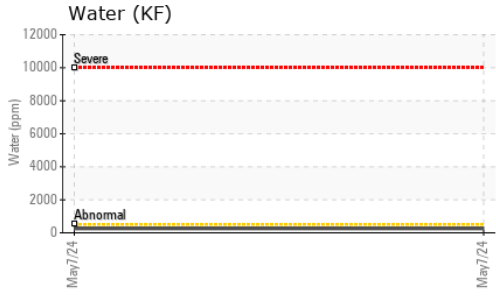 Water (KF)
12000
10000
8000
6000
4000
2000
0
Water (ppm)
Severe
Abnormal
May7/24
May7/24